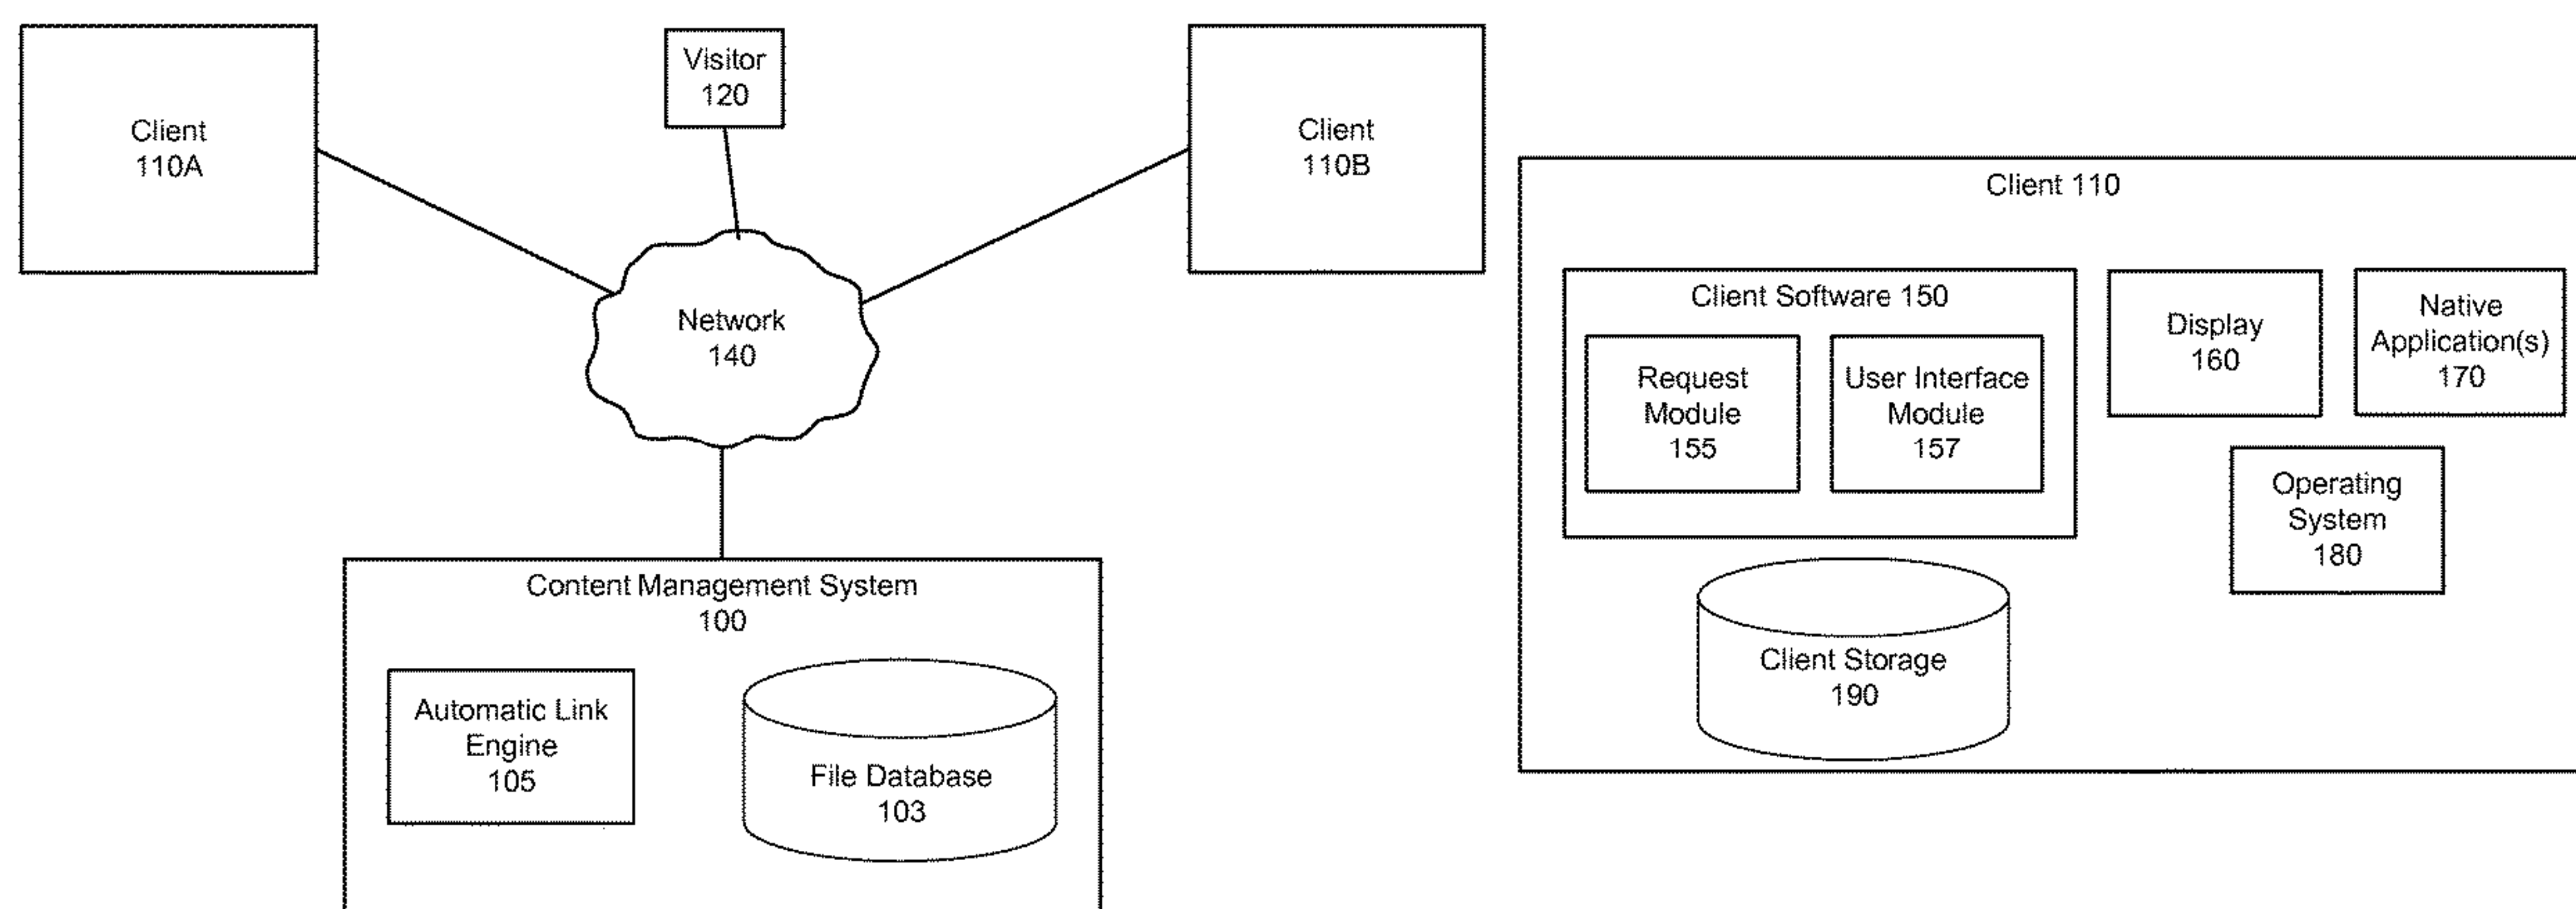 Client
110A
Visitor
120
Client
110B
Network
140
Content Management System
100
Automatic Link
Engine
105
File Database
103
Client 110
Client Software 150
Request
Module
155
User Interface
Module
157
Display
160
Native
Application(s)
170
Operating
System
180
Client Storage
190